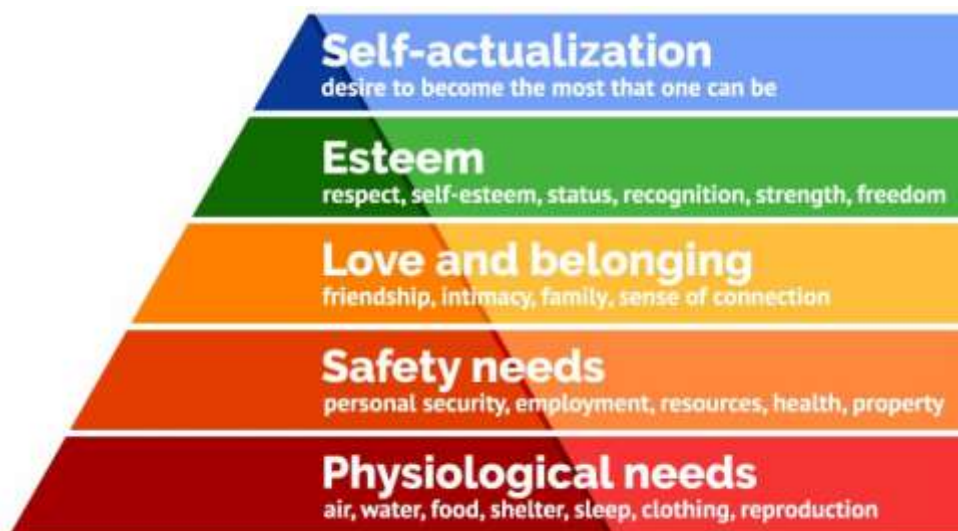 Self-actualization
desire to become the most that one can be
Esteem
respect, self-esteem, status, recognition, strength, freedom
Love and belonging
friendship, intimacy, family, sense of connection
Safety needs
personal security, employment, resources, health, property
Physiological needs
air, water, food, shelter, sleep, clothing, reproduction